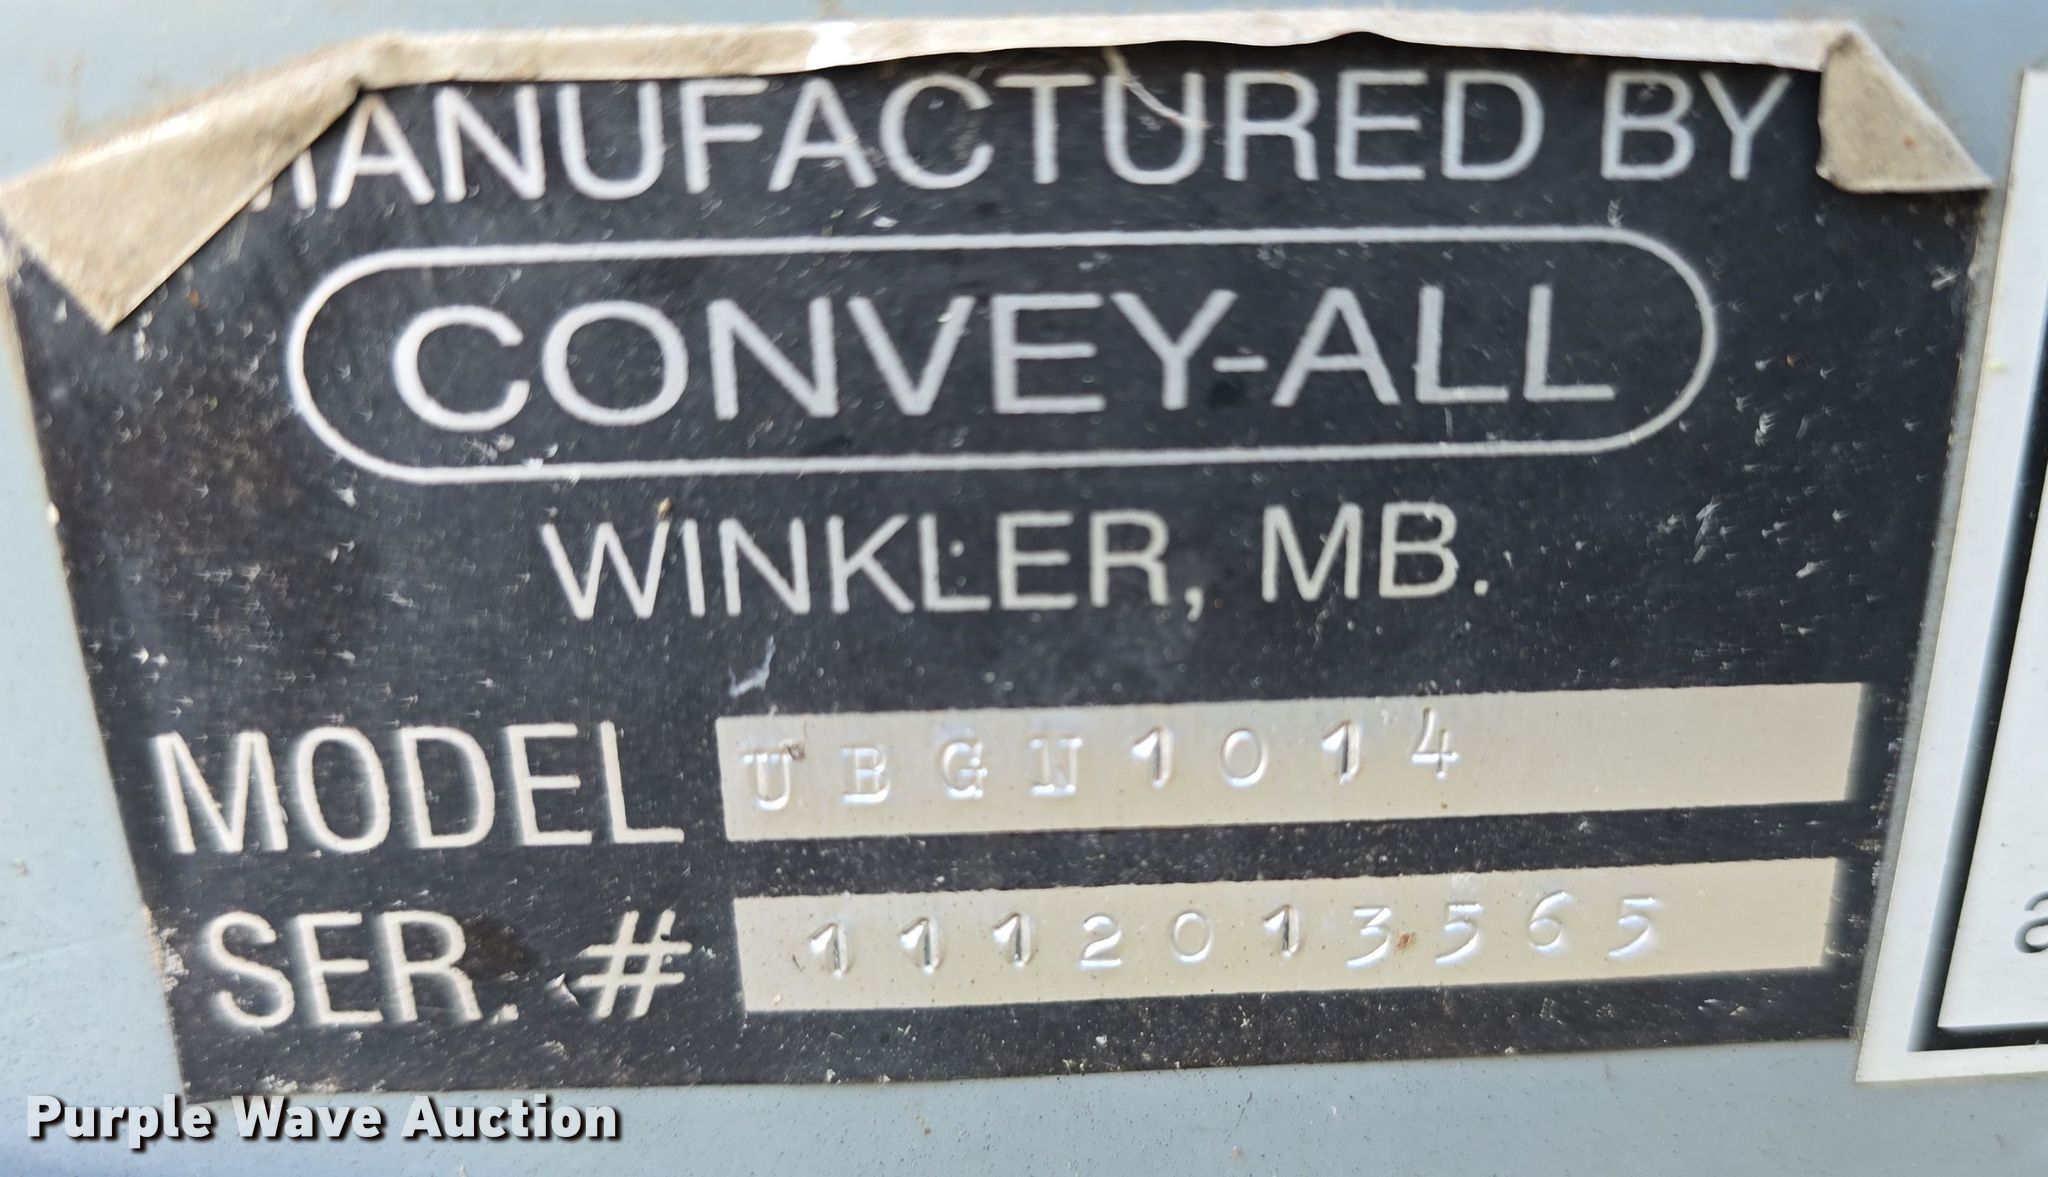 MANUFACTURED BY
CONVEY-ALL
WINKLER, MB.
MODEL UBGN1014
SER. # 1112013565
a
Purple Wave Auction